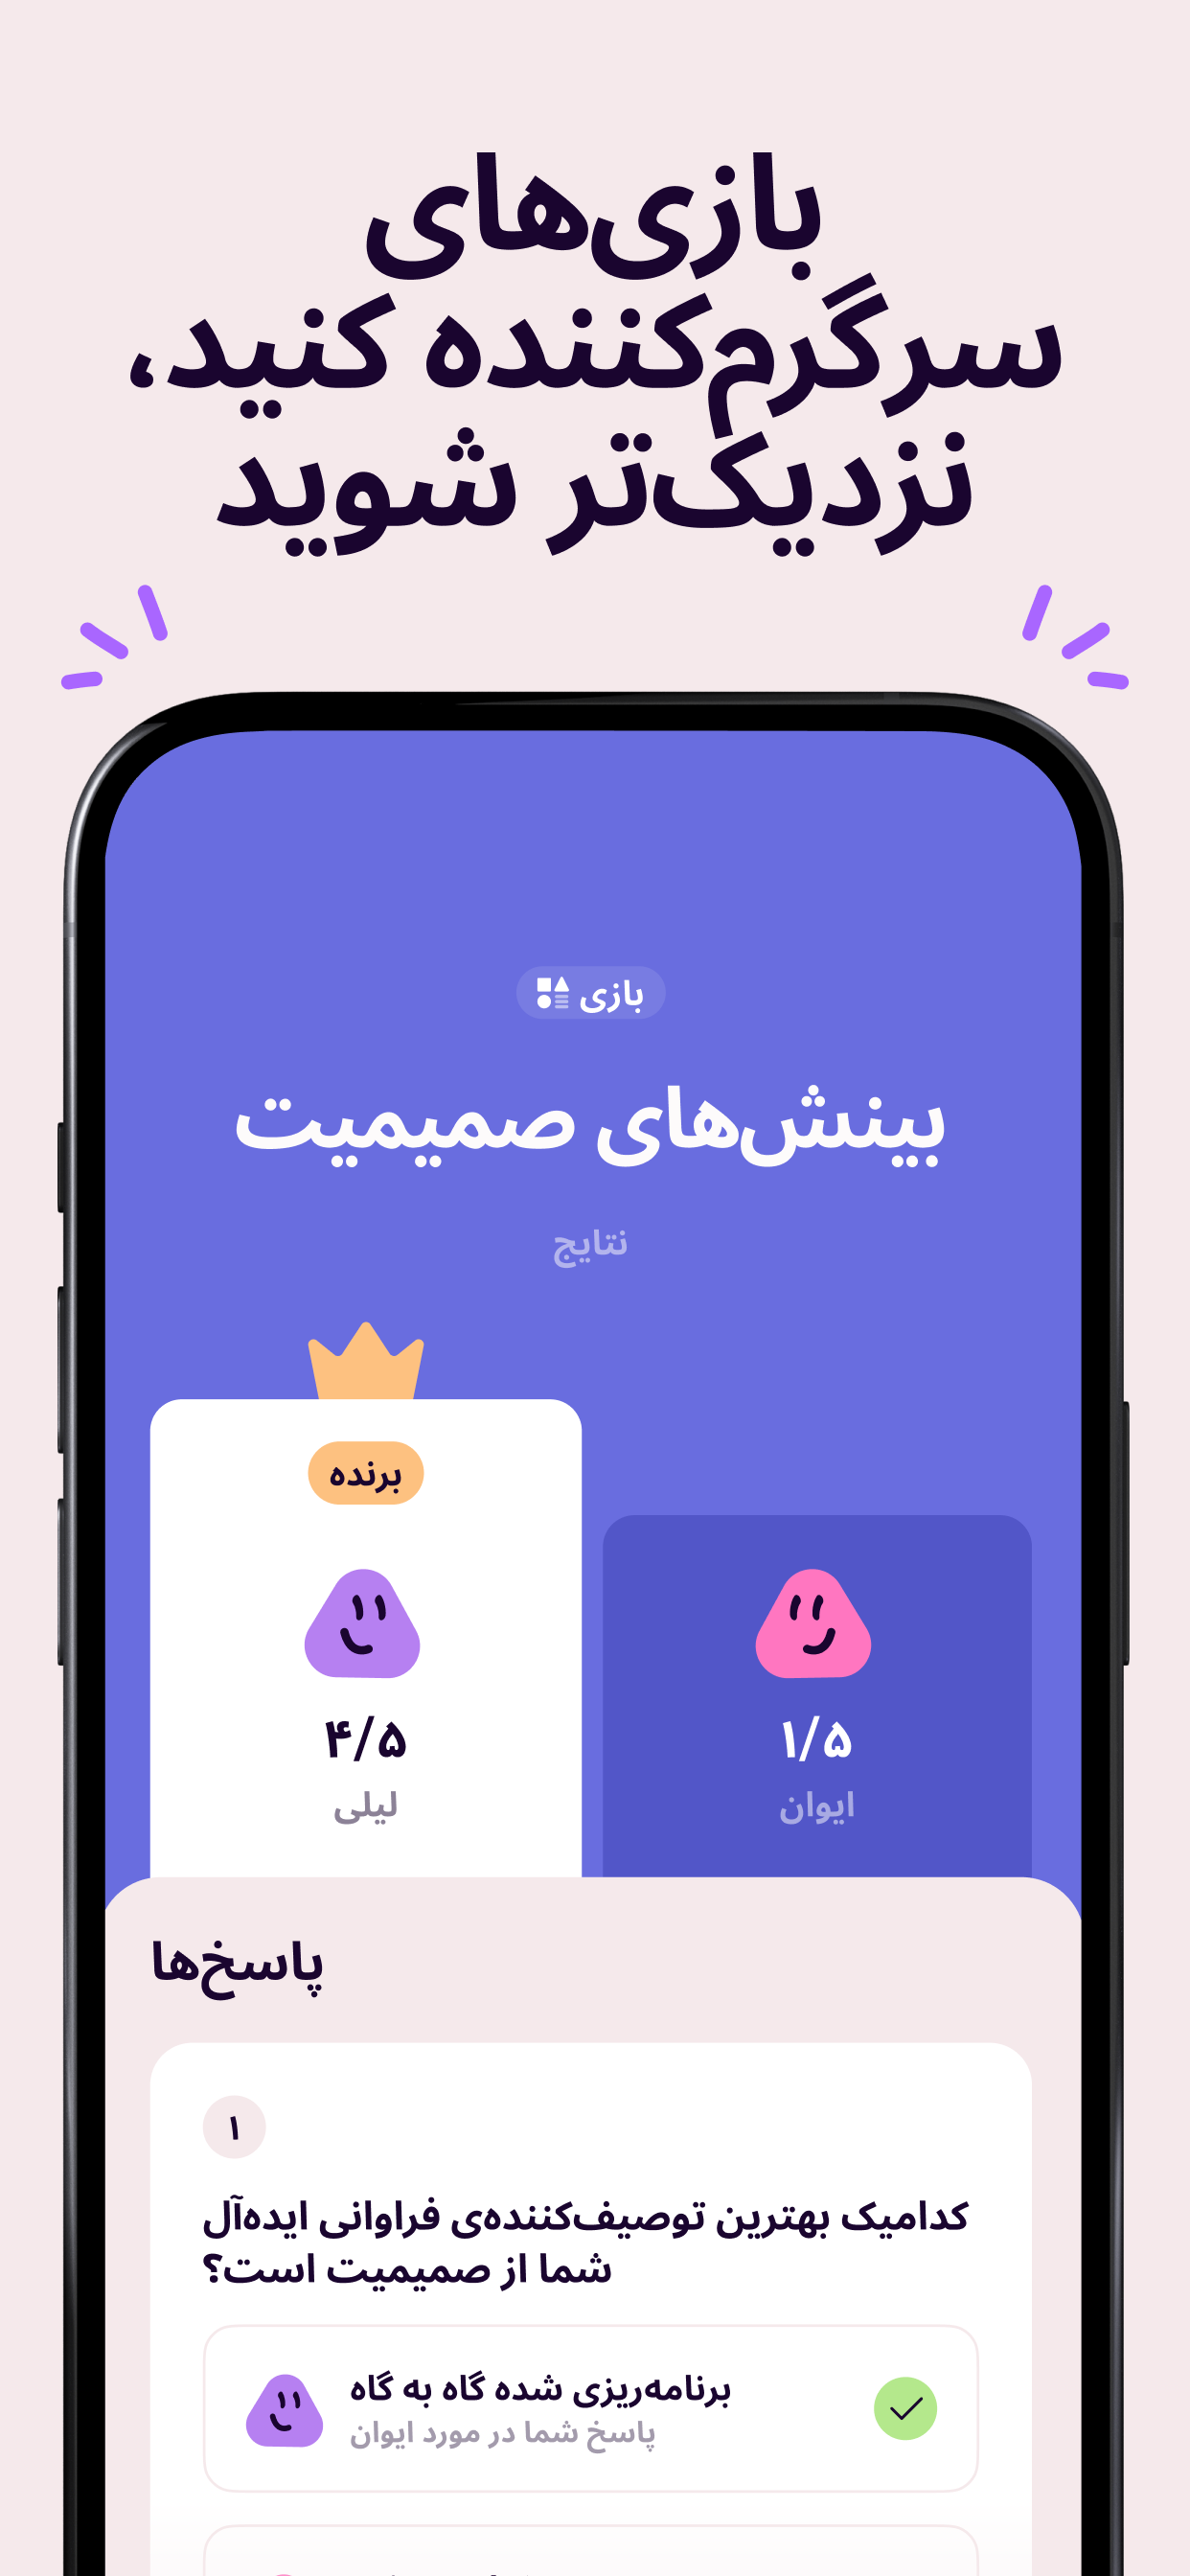 بازی‌های
سرگرم‌کننده کنید،
نزدیک‌تر شوید
بازی
بینش‌های صمیمیت
نتایج
برنده
۴/۵
لیلی
۱/۵
ایوان
پاسخ‌ها
۱
کدامیک بهترین توصیف‌کننده‌ی فراوانی ایده‌آل
شما از صمیمیت است؟
برنامه‌ریزی شده گاه به گاه
پاسخ شما در مورد ایوان